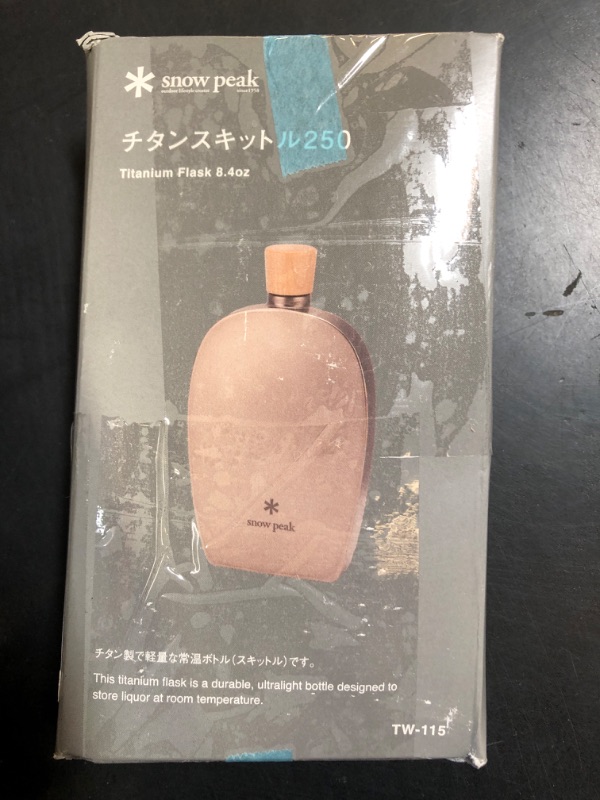 snow peak
チタンスキットル250
Titanium Flask 8.4oz
snow peak
チタン製で軽量な常温ボトル(スキットル)です。
This titanium flask is a durable, ultralight bottle designed to
store liquor at room temperature.
TW-115